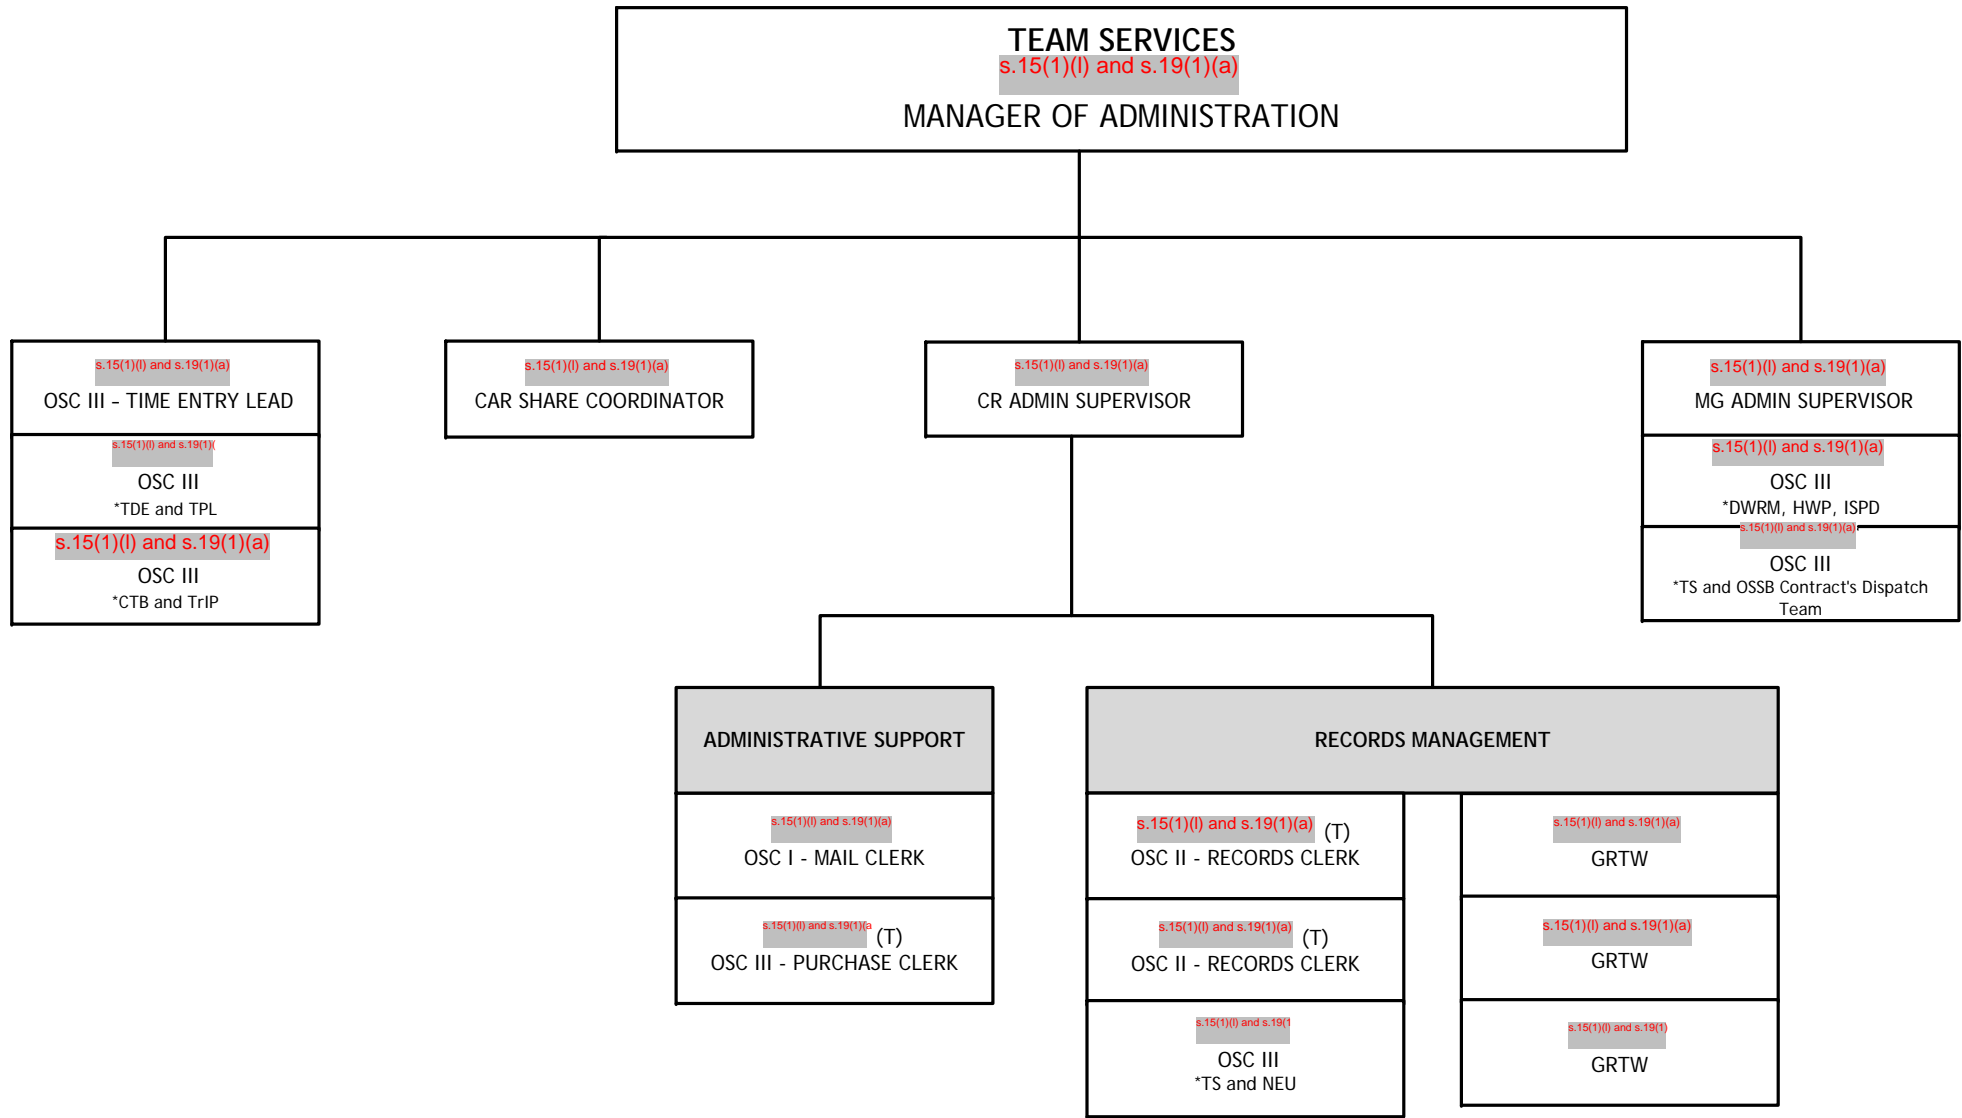 TEAM SERVICES
s.15(1)(l) and s.19(1)(a)
MANAGER OF ADMINISTRATION
s.15(1)(l) and s.19(1)(a)
OSC III - TIME ENTRY LEAD
s.15(1)(l) and s.19(1)(
OSC III
*TDE and TPL
s.15(1)(l) and s.19(1)(a)
OSC III
*CTB and TrIP
s.15(1)(l) and s.19(1)(a)
CAR SHARE COORDINATOR
s.15(1)(l) and s.19(1)(a)
CR ADMIN SUPERVISOR
s.15(1)(l) and s.19(1)(a)
MG ADMIN SUPERVISOR
s.15(1)(l) and s.19(1)(a)
OSC III
*DWRM, HWP, ISPD
s.15(1)(l) and s.19(1)(a)
OSC III
*TS and OSSB Contract's Dispatch
Team
ADMINISTRATIVE SUPPORT
s.15(1)(l) and s.19(1)(a)
OSC I - MAIL CLERK
s.15(1)(l) and s.19(1)(a (T)
OSC III - PURCHASE CLERK
RECORDS MANAGEMENT
s.15(1)(l) and s.19(1)(a) (T)
OSC II - RECORDS CLERK
s.15(1)(l) and s.19(1)(a) (T)
OSC II - RECORDS CLERK
s.15(1)(l) and s.19(1
OSC III
*TS and NEU
s.15(1)(l) and s.19(1)(a)
GRTW
s.15(1)(l) and s.19(1)(a)
GRTW
s.15(1)(l) and s.19(1)
GRTW